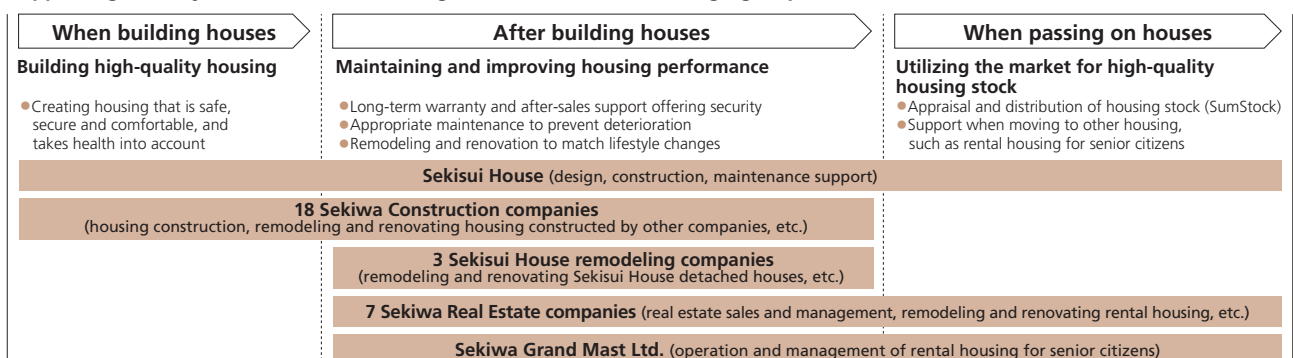 When building houses
After building houses
When passing on houses
Building high-quality housing
●Creating housing that is safe,
secure and comfortable, and
takes health into account
Maintaining and improving housing performance
●Long-term warranty and after-sales support offering security
●Appropriate maintenance to prevent deterioration
●Remodeling and renovation to match lifestyle changes
Utilizing the market for high-quality
housing stock
●Appraisal and distribution of housing stock (SumStock)
●Support when moving to other housing,
such as rental housing for senior citizens
Sekisui House (design, construction, maintenance support)
18 Sekiwa Construction companies
(housing construction, remodeling and renovating housing constructed by other companies, etc.)
3 Sekisui House remodeling companies
(remodeling and renovating Sekisui House detached houses, etc.)
7 Sekiwa Real Estate companies (real estate sales and management, remodeling and renovating rental housing, etc.)
Sekiwa Grand Mast Ltd. (operation and management of rental housing for senior citizens)